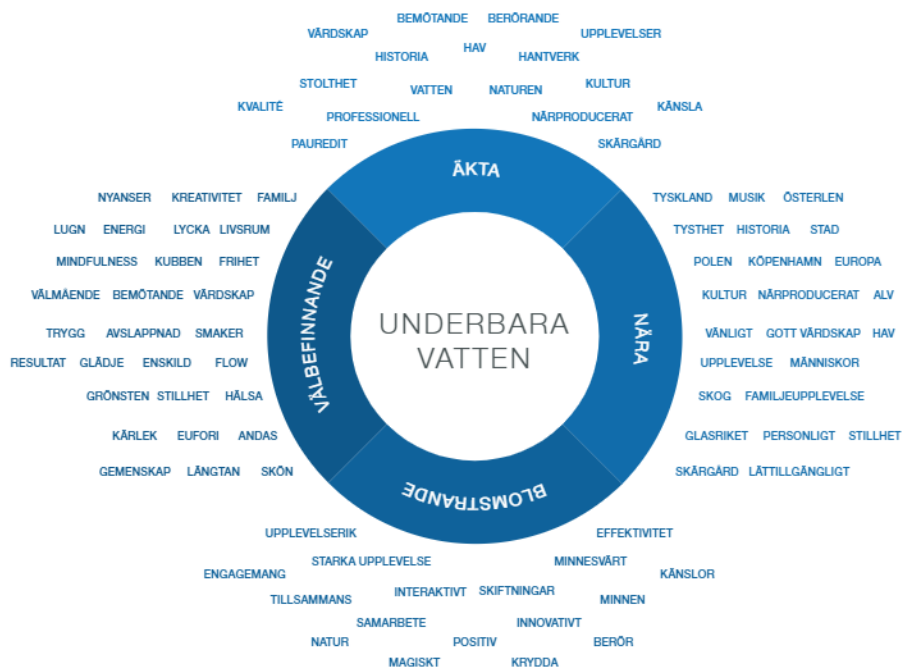 BEMÖTANDE BERÖRANDE
VÄRDSKAP UPPLEVELSER
HISTORIA HAV HANTVERK
STOLTHET VATTEN NATUREN KULTUR
KVALITÉ PROFESSIONELL NÄRPRODUCERAT KÄNSLA
PAUREDIT SKÄRGÅRD
ÄKTA
NYANSER KREATIVITET FAMILJ
LUGN ENERGI LYCKA LIVSRUM
MINDFULNESS KUBBEN FRIHET
VÄLMÅENDE BEMÖTANDE VÄRDSKAP
TRYGG AVSLAPPNAD SMAKER
RESULTAT GLÄDJE ENSKILD FLOW
GRÖNSTEN STILLHET HÄLSA
KÄRLEK EUFORI ANDAS
GEMENSKAP LÄNGTAN SKÖN
VÄLBEFINNANDE
UNDERBARA
VATTEN
NÄRA
TYSKLAND MUSIK ÖSTERLEN
TYSTHET HISTORIA STAD
POLEN KÖPENHAMN EUROPA
KULTUR NÄRPRODUCERAT ALV
VÄNLIGT GOTT VÄRDSKAP HAV
UPPLEVELSE MÄNNISKOR
SKOG FAMILJEUPPLEVELSE
GLASRIKET PERSONLIGT STILLHET
SKÄRGÅRD LÄTTILLGÄNGLIGT
BLOMSTRANDE
UPPLEVELSERIK EFFEKTIVITET
STARKA UPPLEVELSE MINNESVÄRT
ENGAGEMANG KÄNSLOR
INTERAKTIVT SKIFTNINGAR
TILLSAMMANS MINNEN
SAMARBETE INNOVATIVT
NATUR POSITIV BERÖR
MAGISKT KRYDDA